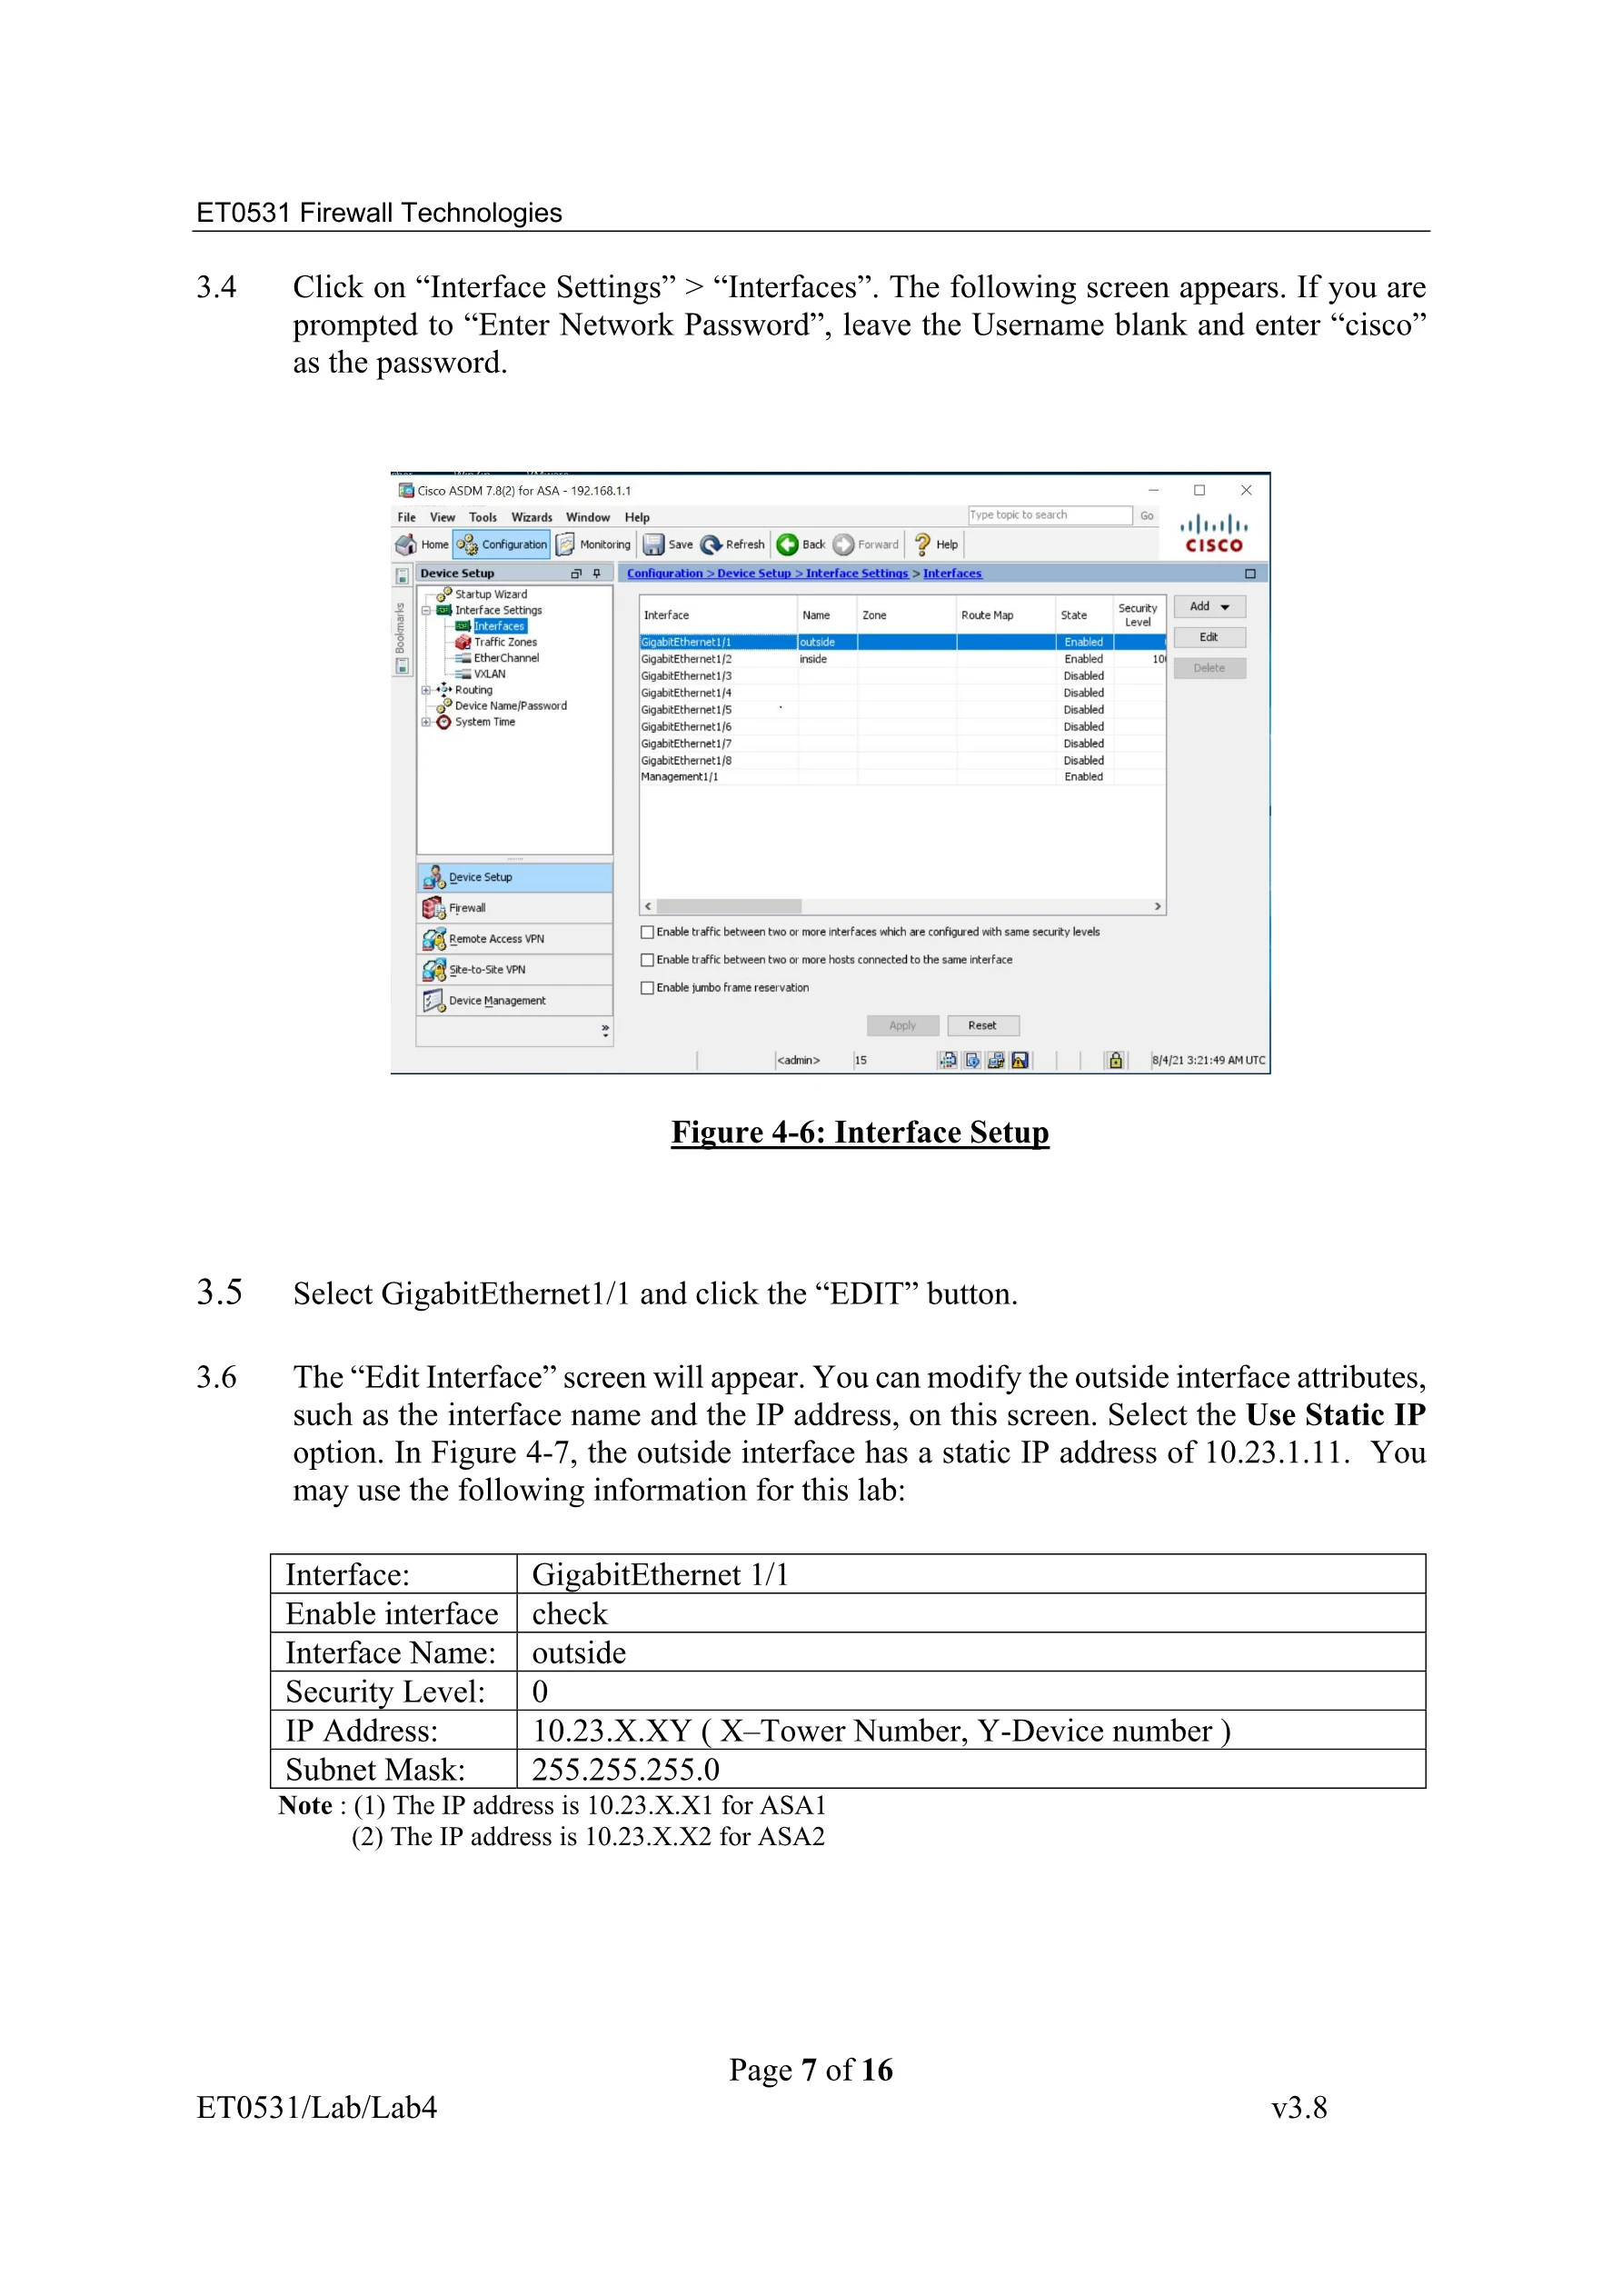 ET0531 Firewall Technologies
3.4 Click on “Interface Settings” > “Interfaces”. The following screen appears. If you are
prompted to “Enter Network Password”, leave the Username blank and enter “cisco”
as the password.
Cisco ASDM 7.8(2) for ASA - 192.168.1.1
File View Tools Wizards Window Help
Type topic to search Go
CISCO
Home Configuration Monitoring Save Refresh Back Forward Help
Device Setup
Configuration > Device Setup > Interface Settings > Interfaces
Bookmarks
Startup Wizard
Interface Settings
Interfaces
Traffic Zones
EtherChannel
VXLAN
Routing
Device Name/Password
System Time
Interface Name Zone Route Map State Security Level
GigabitEthernet1/1 outside Enabled
GigabitEthernet1/2 inside Enabled 10
GigabitEthernet1/3 Disabled
GigabitEthernet1/4 Disabled
GigabitEthernet1/5 Disabled
GigabitEthernet1/6 Disabled
GigabitEthernet1/7 Disabled
GigabitEthernet1/8 Disabled
Management1/1 Enabled
Add
Edit
Delete
Device Setup
Firewall
Remote Access VPN
Site-to-Site VPN
Device Management
Enable traffic between two or more interfaces which are configured with same security levels
Enable traffic between two or more hosts connected to the same interface
Enable jumbo frame reservation
Apply Reset
<admin> 15 8/4/21 3:21:49 AM UTC
Figure 4-6: Interface Setup
3.5 Select GigabitEthernet1/1 and click the “EDIT” button.
3.6 The “Edit Interface” screen will appear. You can modify the outside interface attributes,
such as the interface name and the IP address, on this screen. Select the Use Static IP
option. In Figure 4-7, the outside interface has a static IP address of 10.23.1.11. You
may use the following information for this lab:
Interface: GigabitEthernet 1/1
Enable interface check
Interface Name: outside
Security Level: 0
IP Address: 10.23.X.XY ( X–Tower Number, Y-Device number )
Subnet Mask: 255.255.255.0
Note : (1) The IP address is 10.23.X.X1 for ASA1
(2) The IP address is 10.23.X.X2 for ASA2
Page 7 of 16
ET0531/Lab/Lab4 v3.8